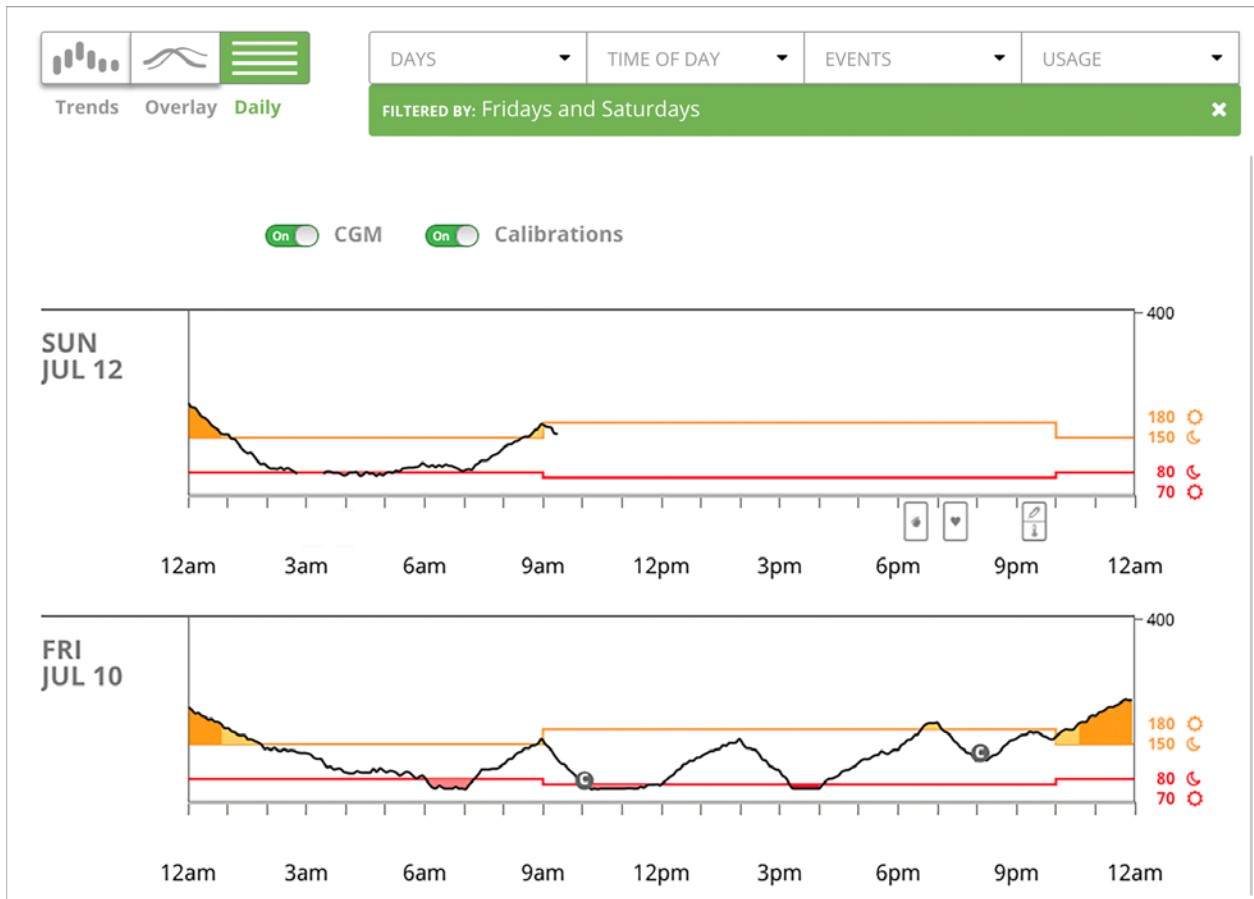 DAYS TIME OF DAY EVENTS USAGE
Trends Overlay Daily
FILTERED BY: Fridays and Saturdays
On CGM On Calibrations
400
SUN
JUL 12
180
150
80
70
12am 3am 6am 9am 12pm 3pm 6pm 9pm 12am
400
FRI
JUL 10
180
150
C
C
80
70
12am 3am 6am 9am 12pm 3pm 6pm 9pm 12am